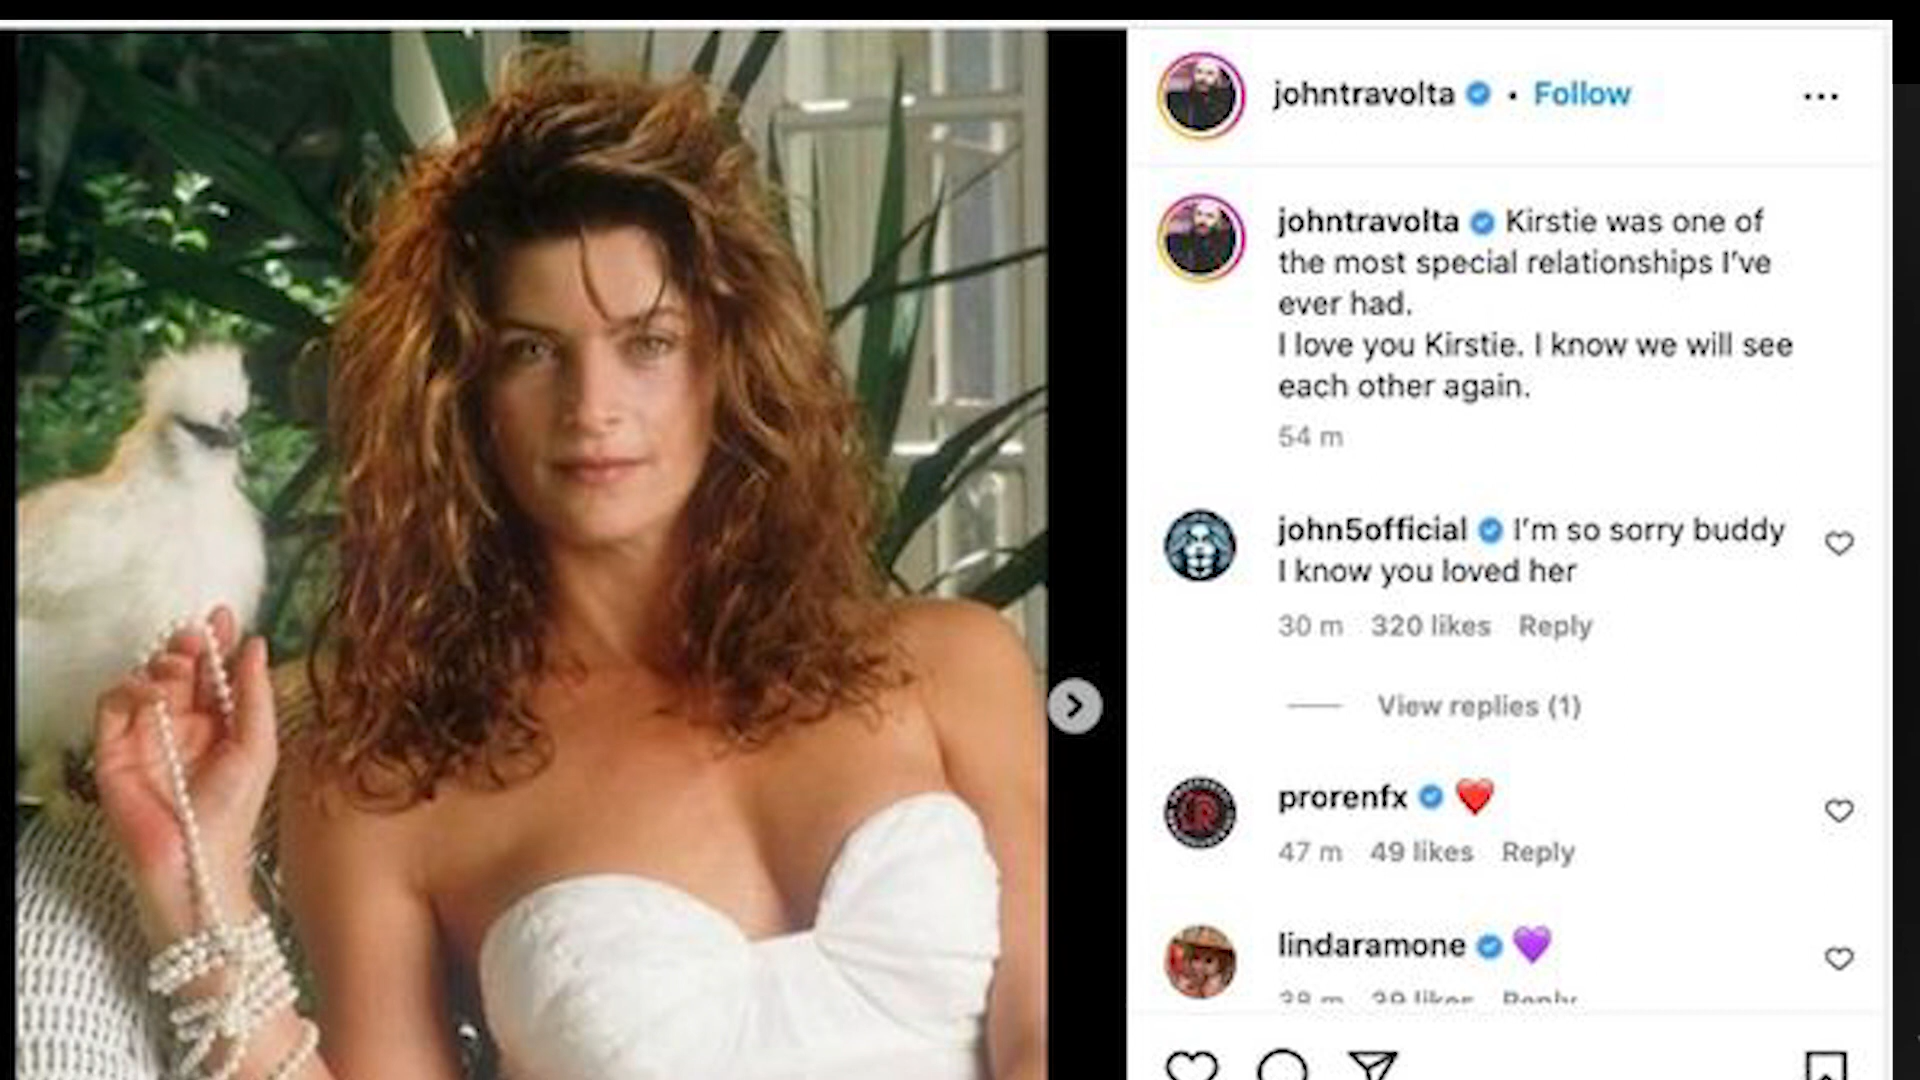 johntravolta • Follow
johntravolta Kirstie was one of
the most special relationships I've
ever had.
I love you Kirstie. I know we will see
each other again.
54 m
john5official I'm so sorry buddy
I know you loved her
30 m 320 likes Reply
View replies (1)
prorenfx ❤️
47 m 49 likes Reply
lindaramone 💜